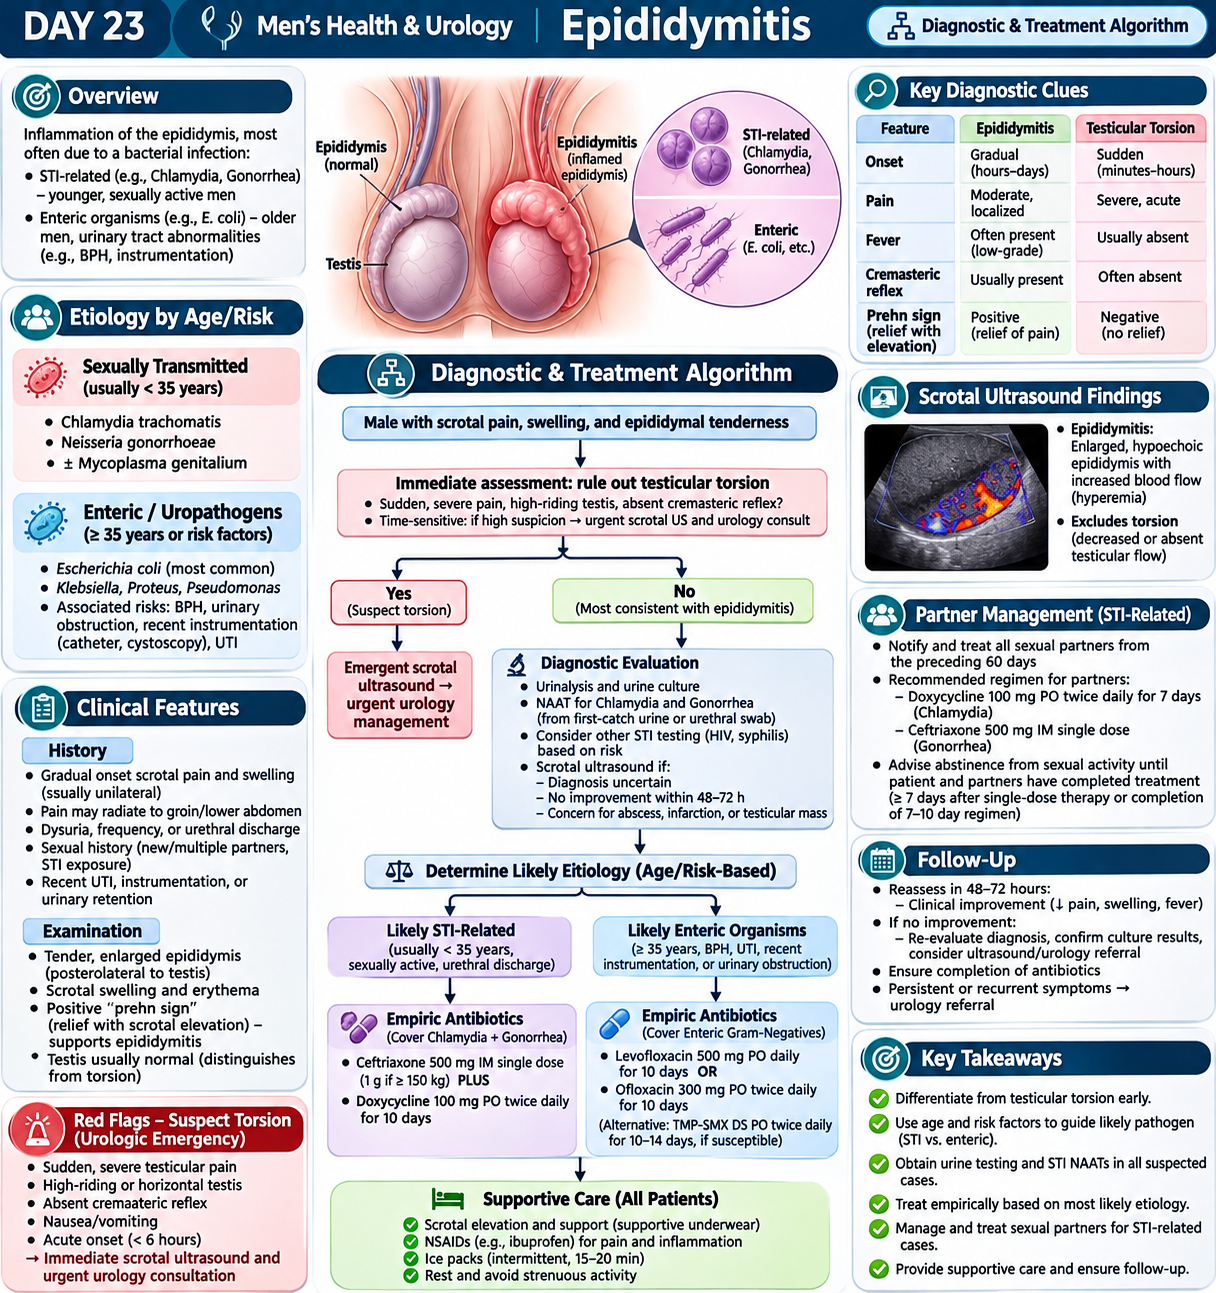 DAY 23
Men's Health & Urology
Epididymitis
Diagnostic & Treatment Algorithm
Overview
Inflammation of the epididymis, most
often due to a bacterial infection:
• STI-related (e.g., Chlamydia, Gonorrhea)
– younger, sexually active men
• Enteric organisms (e.g., E. coli) – older
men, urinary tract abnormalities
(e.g., BPH, instrumentation)
Etiology by Age/Risk
Sexually Transmitted
(usually < 35 years)
• Chlamydia trachomatis
• Neisseria gonorrhoeae
• ± Mycoplasma genitalium
Enteric / Uropathogens
(≥ 35 years or risk factors)
• Escherichia coli (most common)
• Klebsiella, Proteus, Pseudomonas
• Associated risks: BPH, urinary
obstruction, recent instrumentation
(catheter, cystoscopy), UTI
Clinical Features
History
• Gradual onset scrotal pain and swelling
(ssually unilateral)
• Pain may radiate to groin/lower abdomen
• Dysuria, frequency, or urethral discharge
• Sexual history (new/multiple partners,
STI exposure)
• Recent UTI, instrumentation, or
urinary retention
Examination
• Tender, enlarged epididymis
(posterolateral to testis)
• Scrotal swelling and erythema
• Positive "prehn sign"
(relief with scrotal elevation) –
supports epididymitis
• Testis usually normal (distinguishes
from torsion)
Red Flags – Suspect Torsion
(Urologic Emergency)
• Sudden, severe testicular pain
• High-riding or horizontal testis
• Absent cremaateric reflex
• Nausea/vomiting
• Acute onset (< 6 hours)
→ Immediate scrotal ultrasound and
urgent urology consultation
Epididymis
(normal)
Testis
Epididymitis
(inflamed
epididymis)
STI-related
(Chlamydia,
Gonorrhea)
Enteric
(E. coli, etc.)
Diagnostic & Treatment Algorithm
Male with scrotal pain, swelling, and epididymal tenderness
Immediate assessment: rule out testicular torsion
• Sudden, severe pain, high-riding testis, absent cremasteric reflex?
• Time-sensitive: if high suspicion → urgent scrotal US and urology consult
Yes
(Suspect torsion)
No
(Most consistent with epididymitis)
Emergent scrotal
ultrasound →
urgent urology
management
Diagnostic Evaluation
• Urinalysis and urine culture
• NAAT for Chlamydia and Gonorrhea
(from first-catch urine or urethral swab)
• Consider other STI testing (HIV, syphilis)
based on risk
• Scrotal ultrasound if:
– Diagnosis uncertain
– No improvement within 48–72 h
– Concern for abscess, infarction, or testicular mass
Determine Likely Eitiology (Age/Risk-Based)
Likely STI-Related
(usually < 35 years,
sexually active, urethral discharge)
Likely Enteric Organisms
(≥ 35 years, BPH, UTI, recent
instrumentation, or urinary obstruction)
Empiric Antibiotics
(Cover Chlamydia + Gonorrhea)
• Ceftriaxone 500 mg IM single dose
(1 g if ≥ 150 kg) PLUS
• Doxycycline 100 mg PO twice daily
for 10 days
Empiric Antibiotics
(Cover Enteric Gram-Negatives)
• Levofloxacin 500 mg PO daily
for 10 days OR
• Ofloxacin 300 mg PO twice daily
for 10 days
(Alternative: TMP-SMX DS PO twice daily
for 10–14 days, if susceptible)
Supportive Care (All Patients)
Scrotal elevation and support (supportive underwear)
NSAIDs (e.g., ibuprofen) for pain and inflammation
Ice packs (intermittent, 15–20 min)
Rest and avoid strenuous activity
Key Diagnostic Clues
Feature Epididymitis Testicular Torsion
Onset Gradual (hours–days) Sudden (minutes–hours)
Pain Moderate, localized Severe, acute
Fever Often present (low-grade) Usually absent
Cremasteric reflex Usually present Often absent
Prehn sign (relief with elevation) Positive (relief of pain) Negative (no relief)
Scrotal Ultrasound Findings
• Epididymitis:
Enlarged, hypoechoic
epididymis with
increased blood flow
(hyperemia)
• Excludes torsion
(decreased or absent
testicular flow)
Partner Management (STI-Related)
• Notify and treat all sexual partners from
the preceding 60 days
• Recommended regimen for partners:
– Doxycycline 100 mg PO twice daily for 7 days
(Chlamydia)
– Ceftriaxone 500 mg IM single dose
(Gonorrhea)
• Advise abstinence from sexual activity until
patient and partners have completed treatment
(≥ 7 days after single-dose therapy or completion
of 7–10 day regimen)
Follow-Up
• Reassess in 48–72 hours:
– Clinical improvement (↓ pain, swelling, fever)
• If no improvement:
– Re-evaluate diagnosis, confirm culture results,
consider ultrasound/urology referral
• Ensure completion of antibiotics
• Persistent or recurrent symptoms →
urology referral
Key Takeaways
Differentiate from testicular torsion early.
Use age and risk factors to guide likely pathogen
(STI vs. enteric).
Obtain urine testing and STI NAATs in all suspected
cases.
Treat empirically based on most likely etiology.
Manage and treat sexual partners for STI-related
cases.
Provide supportive care and ensure follow-up.